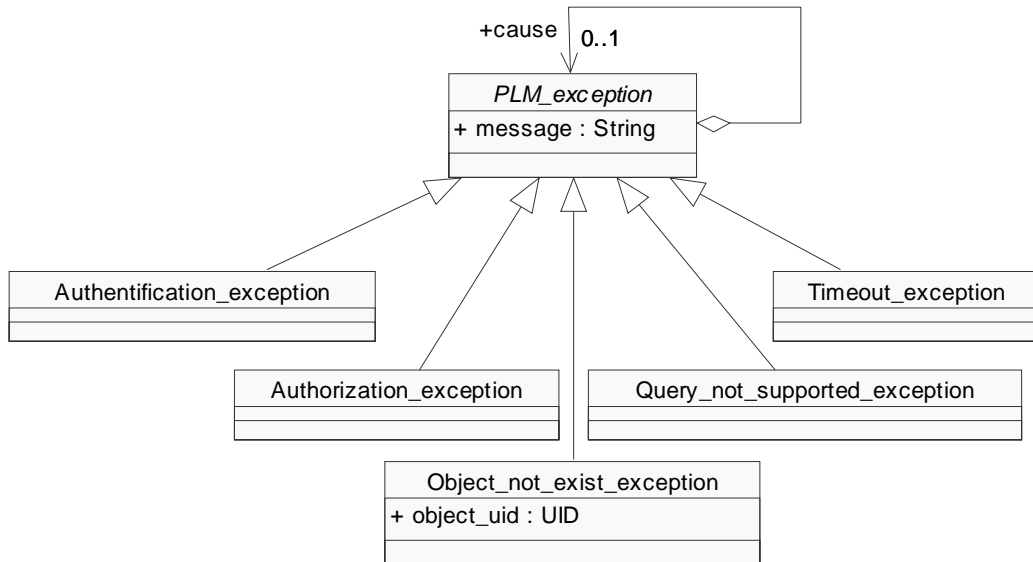 +cause
0..1
PLM_exception
+ message : String
Authentification_exception
Timeout_exception
Authorization_exception
Query_not_supported_exception
Object_not_exist_exception
+ object_uid : UID